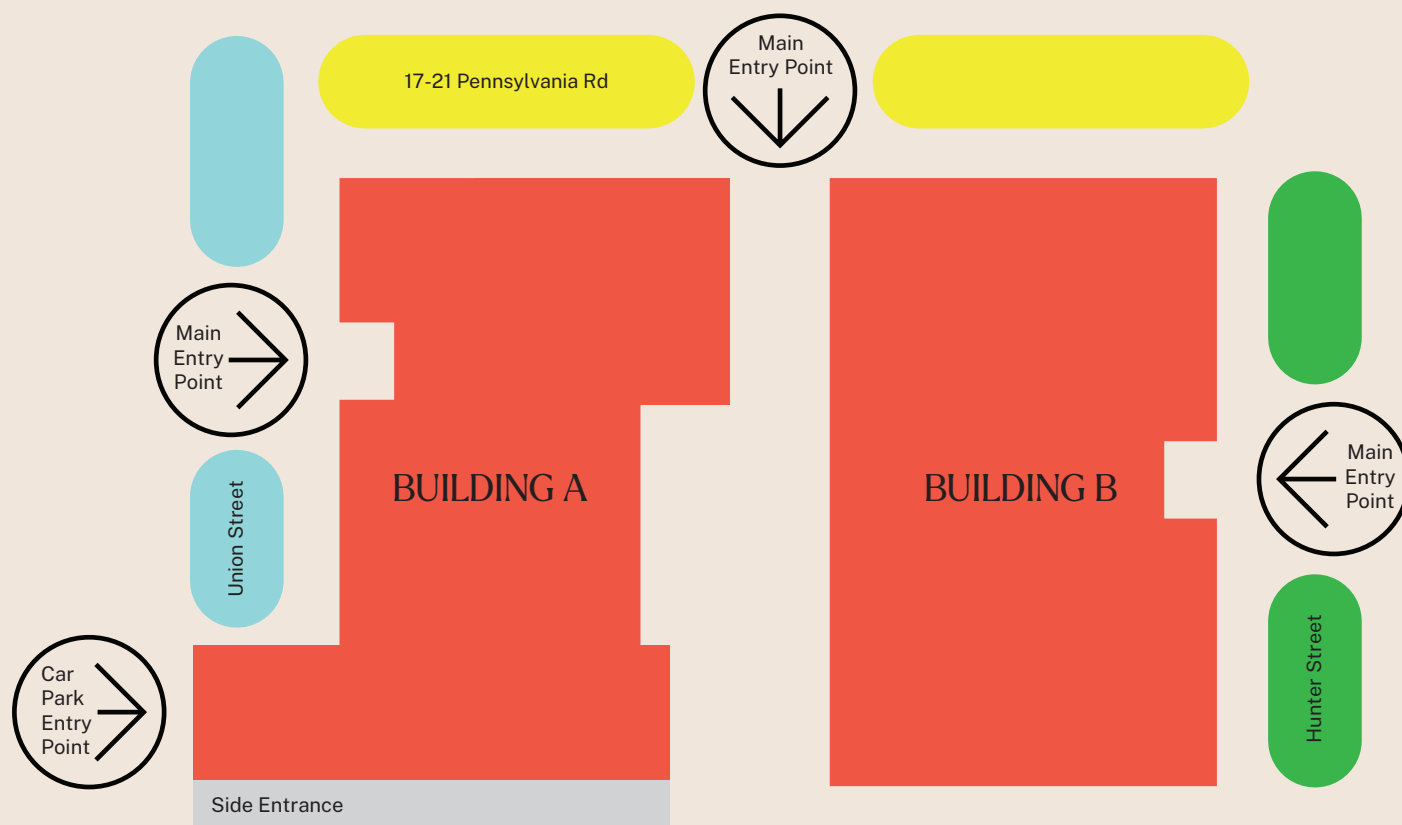 Main
Entry Point
17-21 Pennsylvania Rd
Main
Entry
Point
Main
Entry
Point
BUILDING A
BUILDING B
Union Street
Hunter Street
Car
Park
Entry
Point
Side Entrance